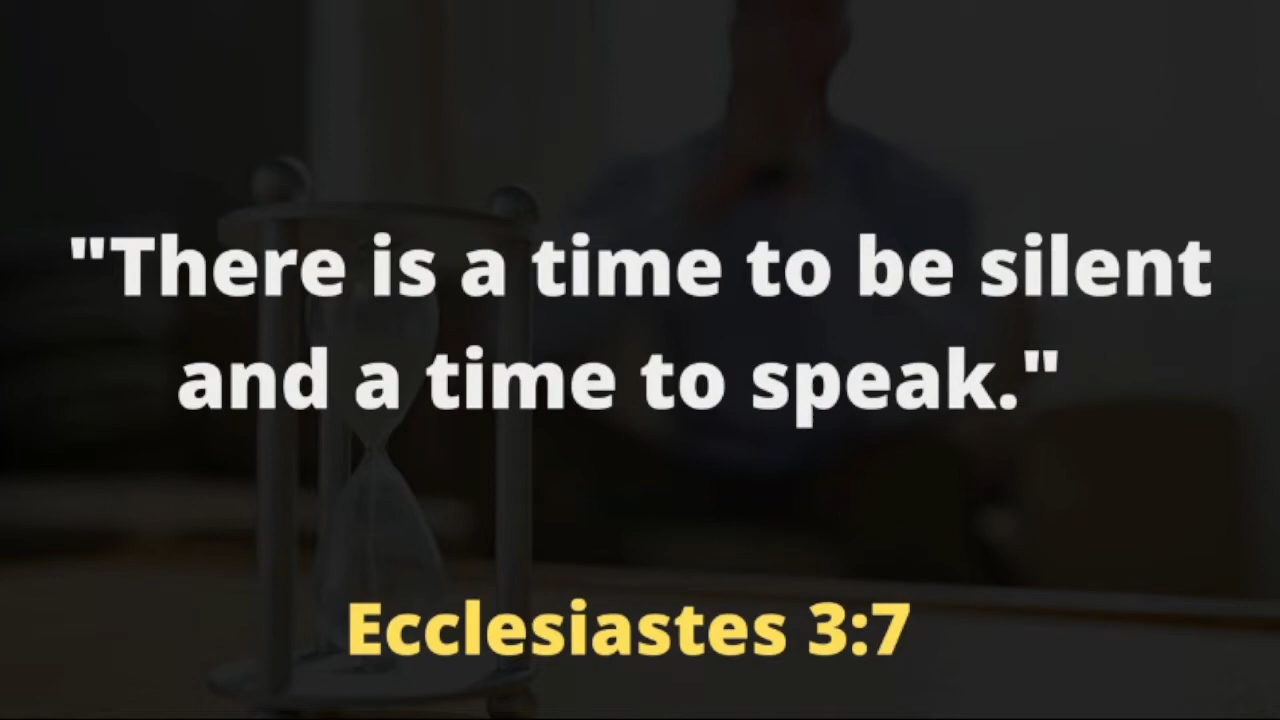 "There is a time to be silent
and a time to speak."
Ecclesiastes 3:7